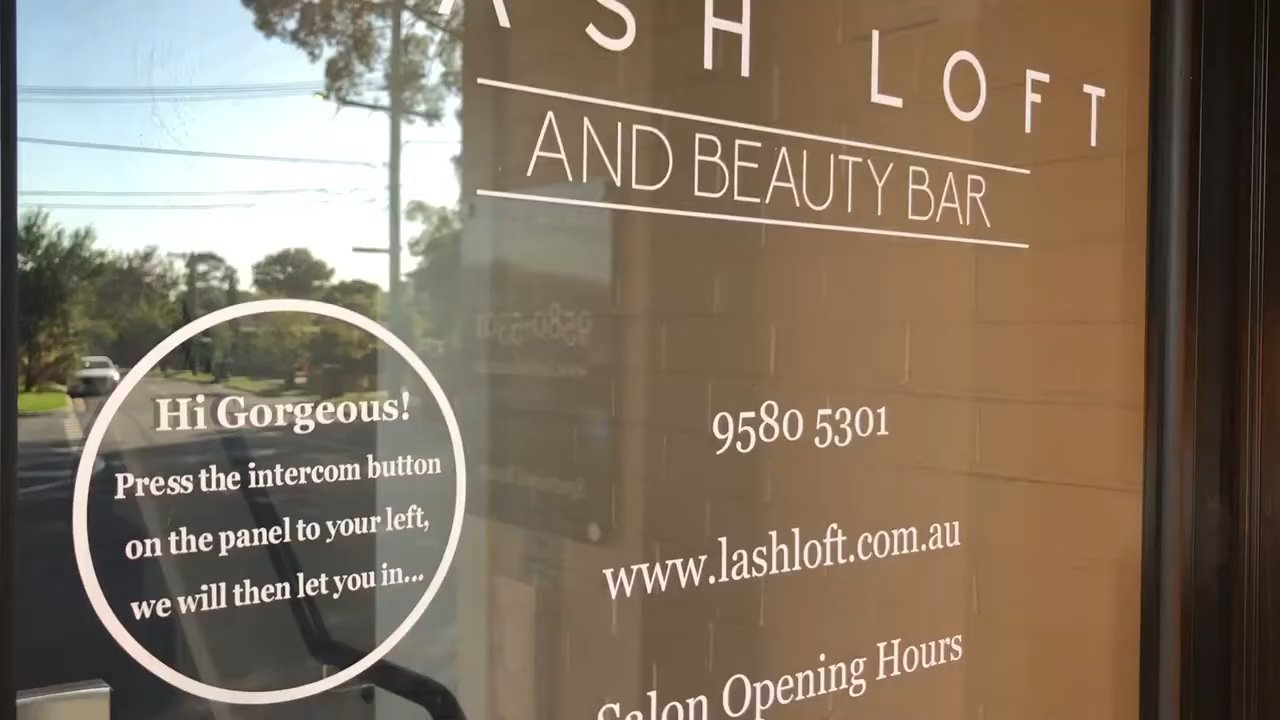 ASH LOFT
AND BEAUTY BAR
9580 5301
www.lashloft.com.au
Salon Opening Hours
Hi Gorgeous!
Press the intercom button
on the panel to your left,
we will then let you in...